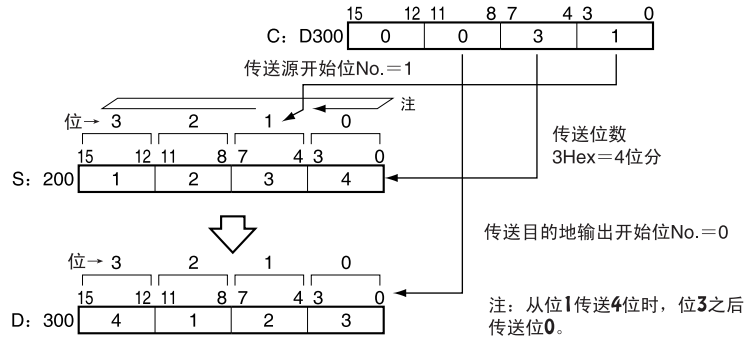 15 12 11 8 7 4 3 0
C：D300 0 0 3 1
传送源开始位No.＝1
注
位→ 3 2 1 0
15 12 11 8 7 4 3 0
S：200 1 2 3 4
传送位数
3Hex＝4位分
传送目的地输出开始位No.＝0
位→ 3 2 1 0
15 12 11 8 7 4 3 0
D：300 4 1 2 3
注：从位1传送4位时，位3之后
传送位0。